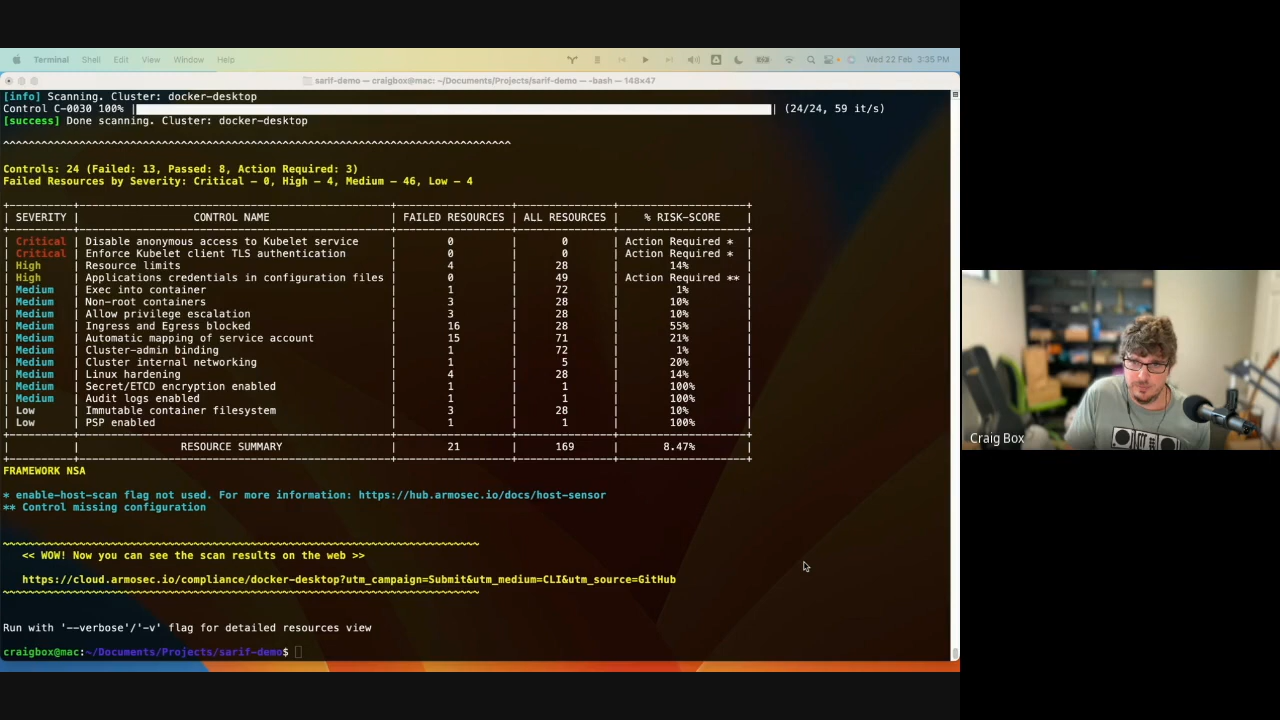 Terminal Shell Edit View Window Help Wed 22 Feb 3:35 PM
sarif-demo — craigbox@mac: ~/Documents/Projects/sarif-demo — -bash — 148×47
[info] Scanning. Cluster: docker-desktop
Control C-0030 100% | | (24/24, 59 it/s)
[success] Done scanning. Cluster: docker-desktop
^^^^^^^^^^^^^^^^^^^^^^^^^^^^^^^^^^^^^^^^^^^^^^^^^^^^^^^^^^^^^^^^^^^^^^^^^^^^^^^^
Controls: 24 (Failed: 13, Passed: 8, Action Required: 3)
Failed Resources by Severity: Critical — 0, High — 4, Medium — 46, Low — 4
| SEVERITY | CONTROL NAME | FAILED RESOURCES | ALL RESOURCES | % RISK-SCORE |
| Critical | Disable anonymous access to Kubelet service | 0 | 0 | Action Required * |
| Critical | Enforce Kubelet client TLS authentication | 0 | 0 | Action Required * |
| High | Resource limits | 4 | 28 | 14% |
| High | Applications credentials in configuration files | 0 | 49 | Action Required ** |
| Medium | Exec into container | 1 | 72 | 1% |
| Medium | Non-root containers | 3 | 28 | 10% |
| Medium | Allow privilege escalation | 3 | 28 | 10% |
| Medium | Ingress and Egress blocked | 16 | 28 | 55% |
| Medium | Automatic mapping of service account | 15 | 71 | 21% |
| Medium | Cluster-admin binding | 1 | 72 | 1% |
| Medium | Cluster internal networking | 1 | 5 | 20% |
| Medium | Linux hardening | 4 | 28 | 14% |
| Medium | Secret/ETCD encryption enabled | 1 | 1 | 100% |
| Medium | Audit logs enabled | 1 | 1 | 100% |
| Low | Immutable container filesystem | 3 | 28 | 10% |
| Low | PSP enabled | 1 | 1 | 100% |
| | RESOURCE SUMMARY | 21 | 169 | 8.47% |
FRAMEWORK NSA
* enable-host-scan flag not used. For more information: https://hub.armosec.io/docs/host-sensor
** Control missing configuration
~~~~~~~~~~~~~~~~~~~~~~~~~~~~~~~~~~~~~~~~~~~~~~~~~~~~~~~~~~~~~~~~~~~~~~~~~~~
<< WOW! Now you can see the scan results on the web >>
https://cloud.armosec.io/compliance/docker-desktop?utm_campaign=Submit&utm_medium=CLI&utm_source=GitHub
~~~~~~~~~~~~~~~~~~~~~~~~~~~~~~~~~~~~~~~~~~~~~~~~~~~~~~~~~~~~~~~~~~~~~~~~~~~
Run with '--verbose'/'-v' flag for detailed resources view
craigbox@mac:~/Documents/Projects/sarif-demo$
Craig Box